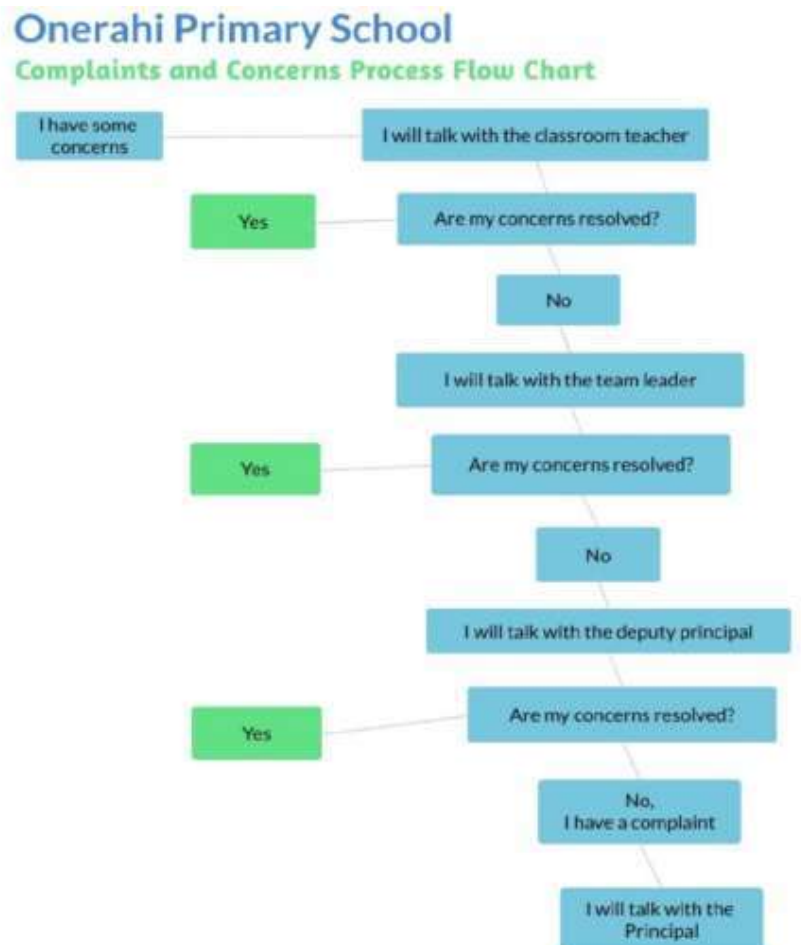 Onerahi Primary School
Complaints and Concerns Process Flow Chart
I have some
concerns
I will talk with the classroom teacher
Yes
Are my concerns resolved?
No
I will talk with the team leader
Yes
Are my concerns resolved?
No
I will talk with the deputy principal
Yes
Are my concerns resolved?
No,
I have a complaint
I will talk with the
Principal